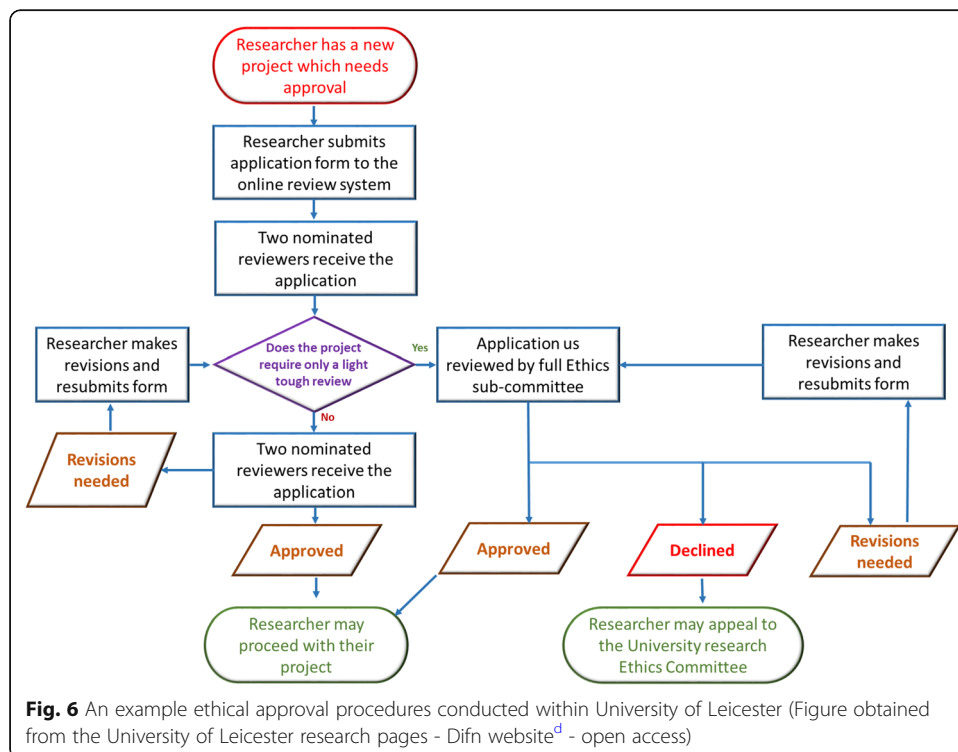 Researcher has a new
project which needs
approval
Researcher submits
application form to the
online review system
Two nominated
reviewers receive the
application
Researcher makes
revisions and
resubmits form
Does the project
require only a light
tough review
Yes
Application us
reviewed by full Ethics
sub-committee
Researcher makes
revisions and
resubmits form
No
Revisions
needed
Two nominated
reviewers receive the
application
Approved
Approved
Declined
Revisions
needed
Researcher may
proceed with their
project
Researcher may appeal to
the University research
Ethics Committee
Fig. 6 An example ethical approval procedures conducted within University of Leicester (Figure obtained
from the University of Leicester research pages - Difn website^d - open access)